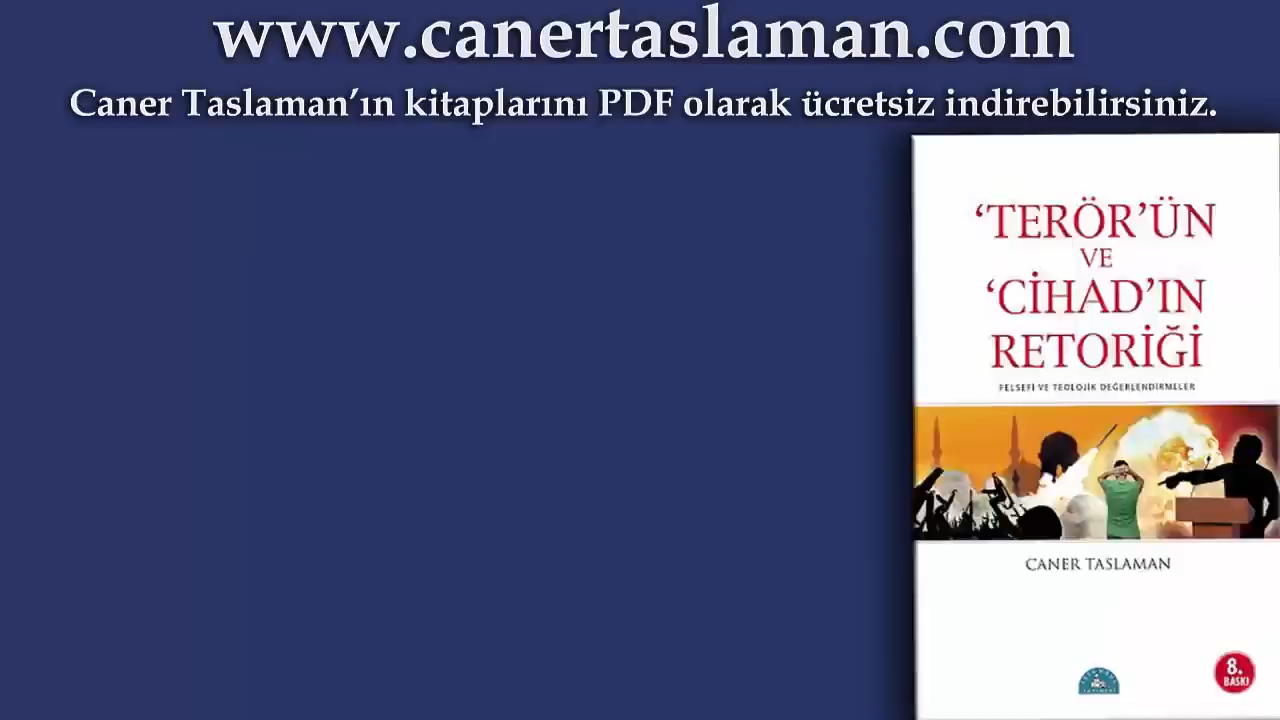 www.canertaslaman.com
Caner Taslaman’ın kitaplarını PDF olarak ücretsiz indirebilirsiniz.
‘TERÖR’ÜN
VE
‘CİHAD’IN
RETORİĞİ
FELSEFİ VE TEOLOJİK DEĞERLENDİRMELER
CANER TASLAMAN
8.
BASKI